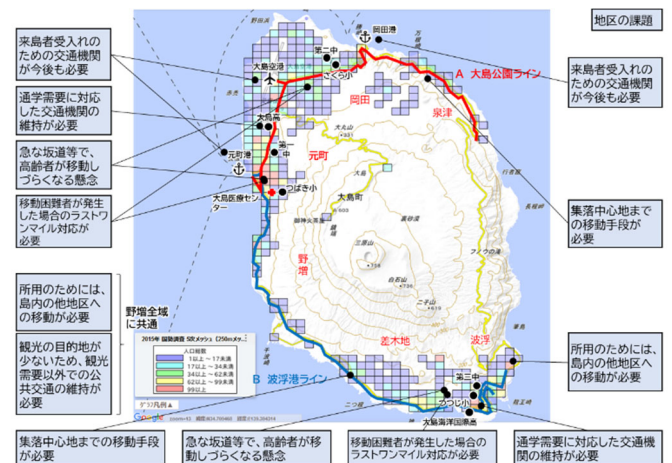 地区の課題
来島者受入れ
のための交通機関
が今後も必要
通学需要に対応
した交通機関の
維持が必要
急な坂道等で、
高齢者が移動し
づらくなる懸念
移動困難者が発生
した場合のラストワ
ンマイル対応が
必要
所用のためには、
島内の他地区へ
の移動が必要
観光の目的地が
少ないため、観光
需要以外での公
共交通の維持が
必要
野増全域
に共通
来島者受入れ
のための交通機関
が今後も必要
集落中心地まで
の移動手段が
必要
所用のためには、
島内の他地区へ
の移動が必要
集落中心地までの移動手段
が必要
急な坂道等で、高齢者が移
動しづらくなる懸念
移動困難者が発生した場合の
ラストワンマイル対応が必要
通学需要に対応した交通機関
の維持が必要
野田浜
岡田港
第二中
大島空港
さくら小
A 大島公園ライン
岡田
泉津
大島高
元町港
第一
中
元町
つばき小
大島医療セン
ター
大島町
三原山
白石山
二子山
野増
差木地
波浮
B 波浮港ライン
第三中
つつじ小
大島海洋国際高
2015年 国勢調査 5次メッシュ(250mメッ...
人口総数
1以上～17未満
17以上～34未満
34以上～62未満
62以上～99未満
99以上
グラフ凡例▲
Google